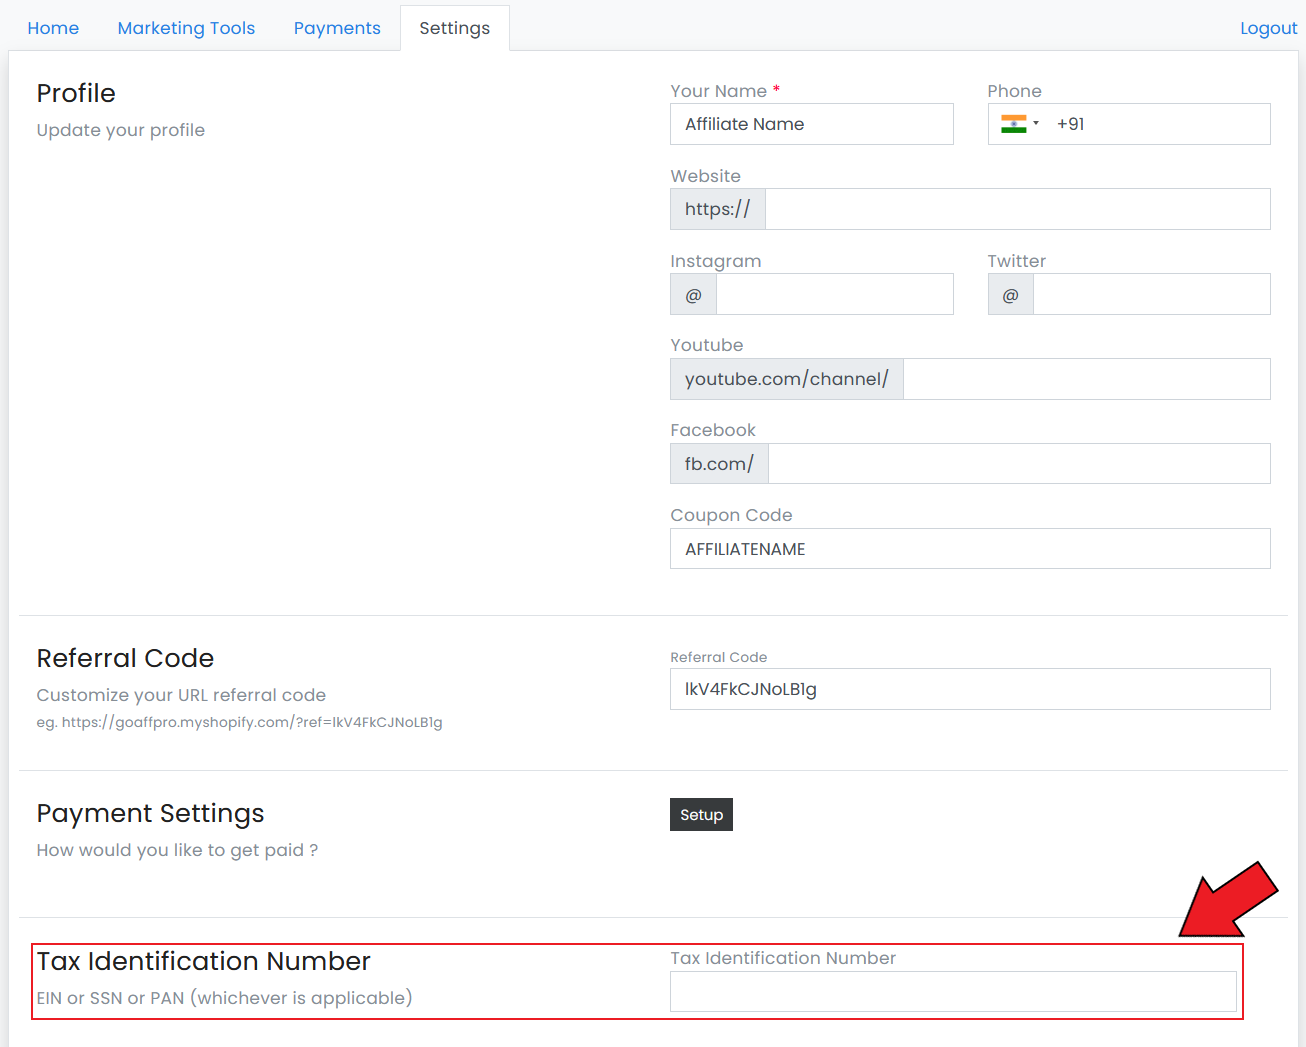 Home Marketing Tools Payments Settings Logout
Profile
Update your profile
Your Name * Phone
Affiliate Name +91
Website
https://
Instagram Twitter
@ @
Youtube
youtube.com/channel/
Facebook
fb.com/
Coupon Code
AFFILIATENAME
Referral Code
Customize your URL referral code
eg. https://goaffpro.myshopify.com/?ref=lkV4FkCJNoLB1g
Referral Code
lkV4FkCJNoLB1g
Payment Settings
How would you like to get paid ?
Setup
Tax Identification Number
EIN or SSN or PAN (whichever is applicable)
Tax Identification Number